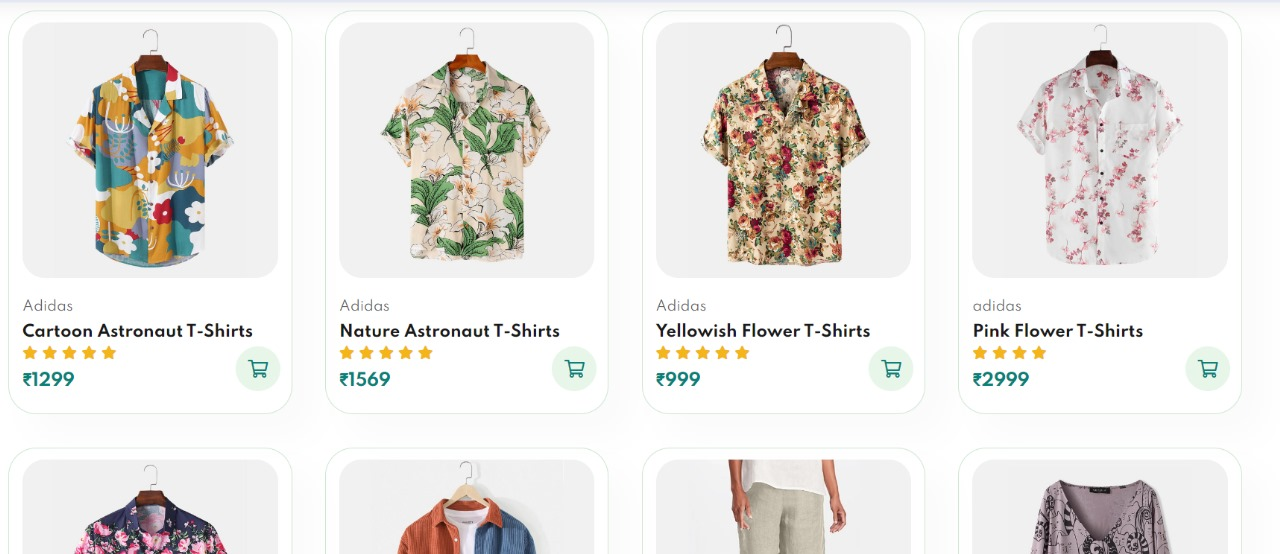 Adidas
Cartoon Astronaut T-Shirts
₹1299
Adidas
Nature Astronaut T-Shirts
₹1569
Adidas
Yellowish Flower T-Shirts
₹999
adidas
Pink Flower T-Shirts
₹2999